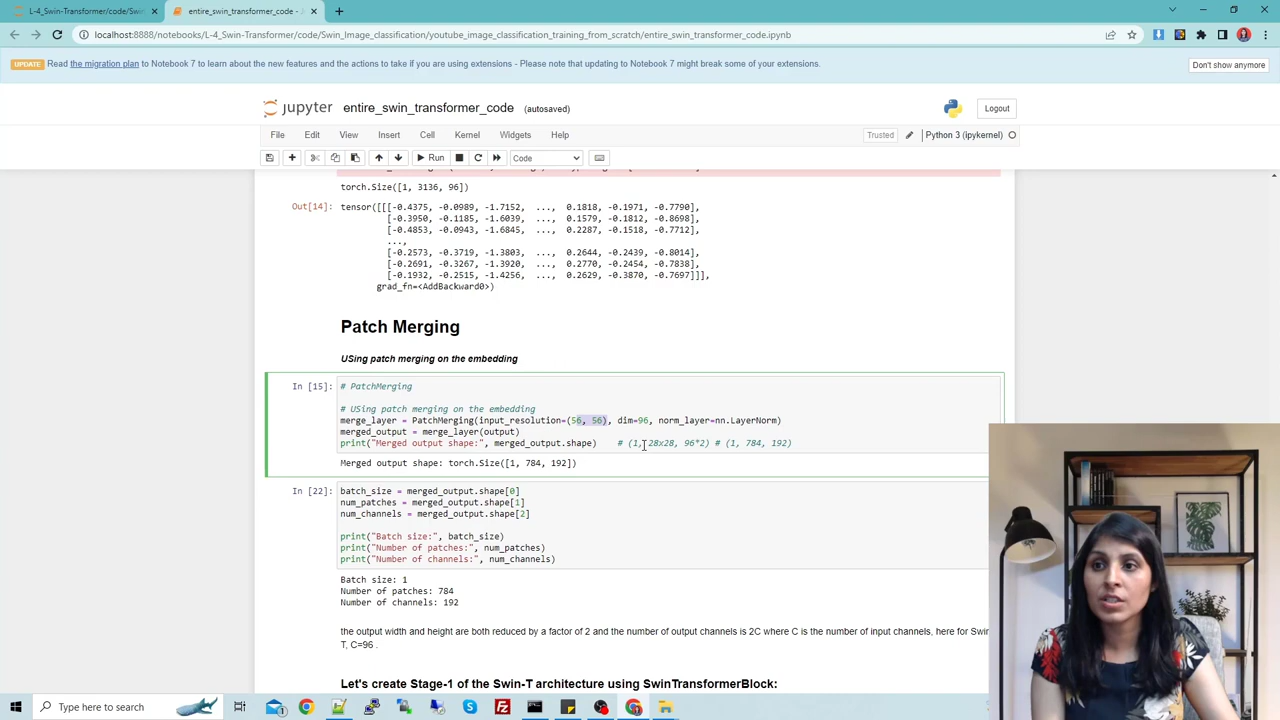 L-4_Swin-Transformer/code/Swin
entire_swin_transformer_code.ip
localhost:8888/notebooks/L-4_Swin-Transformer/code/Swin_Image_classification/youtube_image_classification_training_from_scratch/entire_swin_transformer_code.ipynb
UPDATE Read the migration plan to Notebook 7 to learn about the new features and the actions to take if you are using extensions - Please note that updating to Notebook 7 might break some of your extensions.
Don't show anymore
jupyter entire_swin_transformer_code (autosaved)
Logout
File Edit View Insert Cell Kernel Widgets Help
Trusted Python 3 (ipykernel)
Run Code
torch.Size([1, 3136, 96])
Out[14]: tensor([[[-0.4375, -0.0989, -1.7152, ..., 0.1818, -0.1971, -0.7790],
[-0.3950, -0.1185, -1.6039, ..., 0.1579, -0.1812, -0.8698],
[-0.4853, -0.0943, -1.6845, ..., 0.2287, -0.1518, -0.7712],
...,
[-0.2573, -0.3719, -1.3803, ..., 0.2644, -0.2439, -0.8014],
[-0.2691, -0.3267, -1.3920, ..., 0.2770, -0.2454, -0.7838],
[-0.1932, -0.2515, -1.4256, ..., 0.2629, -0.3870, -0.7697]]],
grad_fn=<AddBackward0>)
Patch Merging
USing patch merging on the embedding
In [15]: # PatchMerging
# USing patch merging on the embedding
merge_layer = PatchMerging(input_resolution=(56, 56), dim=96, norm_layer=nn.LayerNorm)
merged_output = merge_layer(output)
print("Merged output shape:", merged_output.shape) # (1, 28x28, 96*2) # (1, 784, 192)
Merged output shape: torch.Size([1, 784, 192])
In [22]: batch_size = merged_output.shape[0]
num_patches = merged_output.shape[1]
num_channels = merged_output.shape[2]
print("Batch size:", batch_size)
print("Number of patches:", num_patches)
print("Number of channels:", num_channels)
Batch size: 1
Number of patches: 784
Number of channels: 192
the output width and height are both reduced by a factor of 2 and the number of output channels is 2C where C is the number of input channels, here for Swin
T, C=96 .
Let's create Stage-1 of the Swin-T architecture using SwinTransformerBlock:
Type here to search